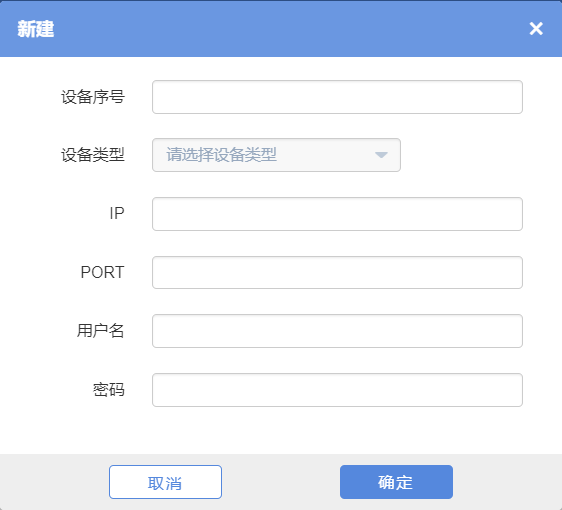 新建
设备序号
设备类型 请选择设备类型
IP
PORT
用户名
密码
取消 确定